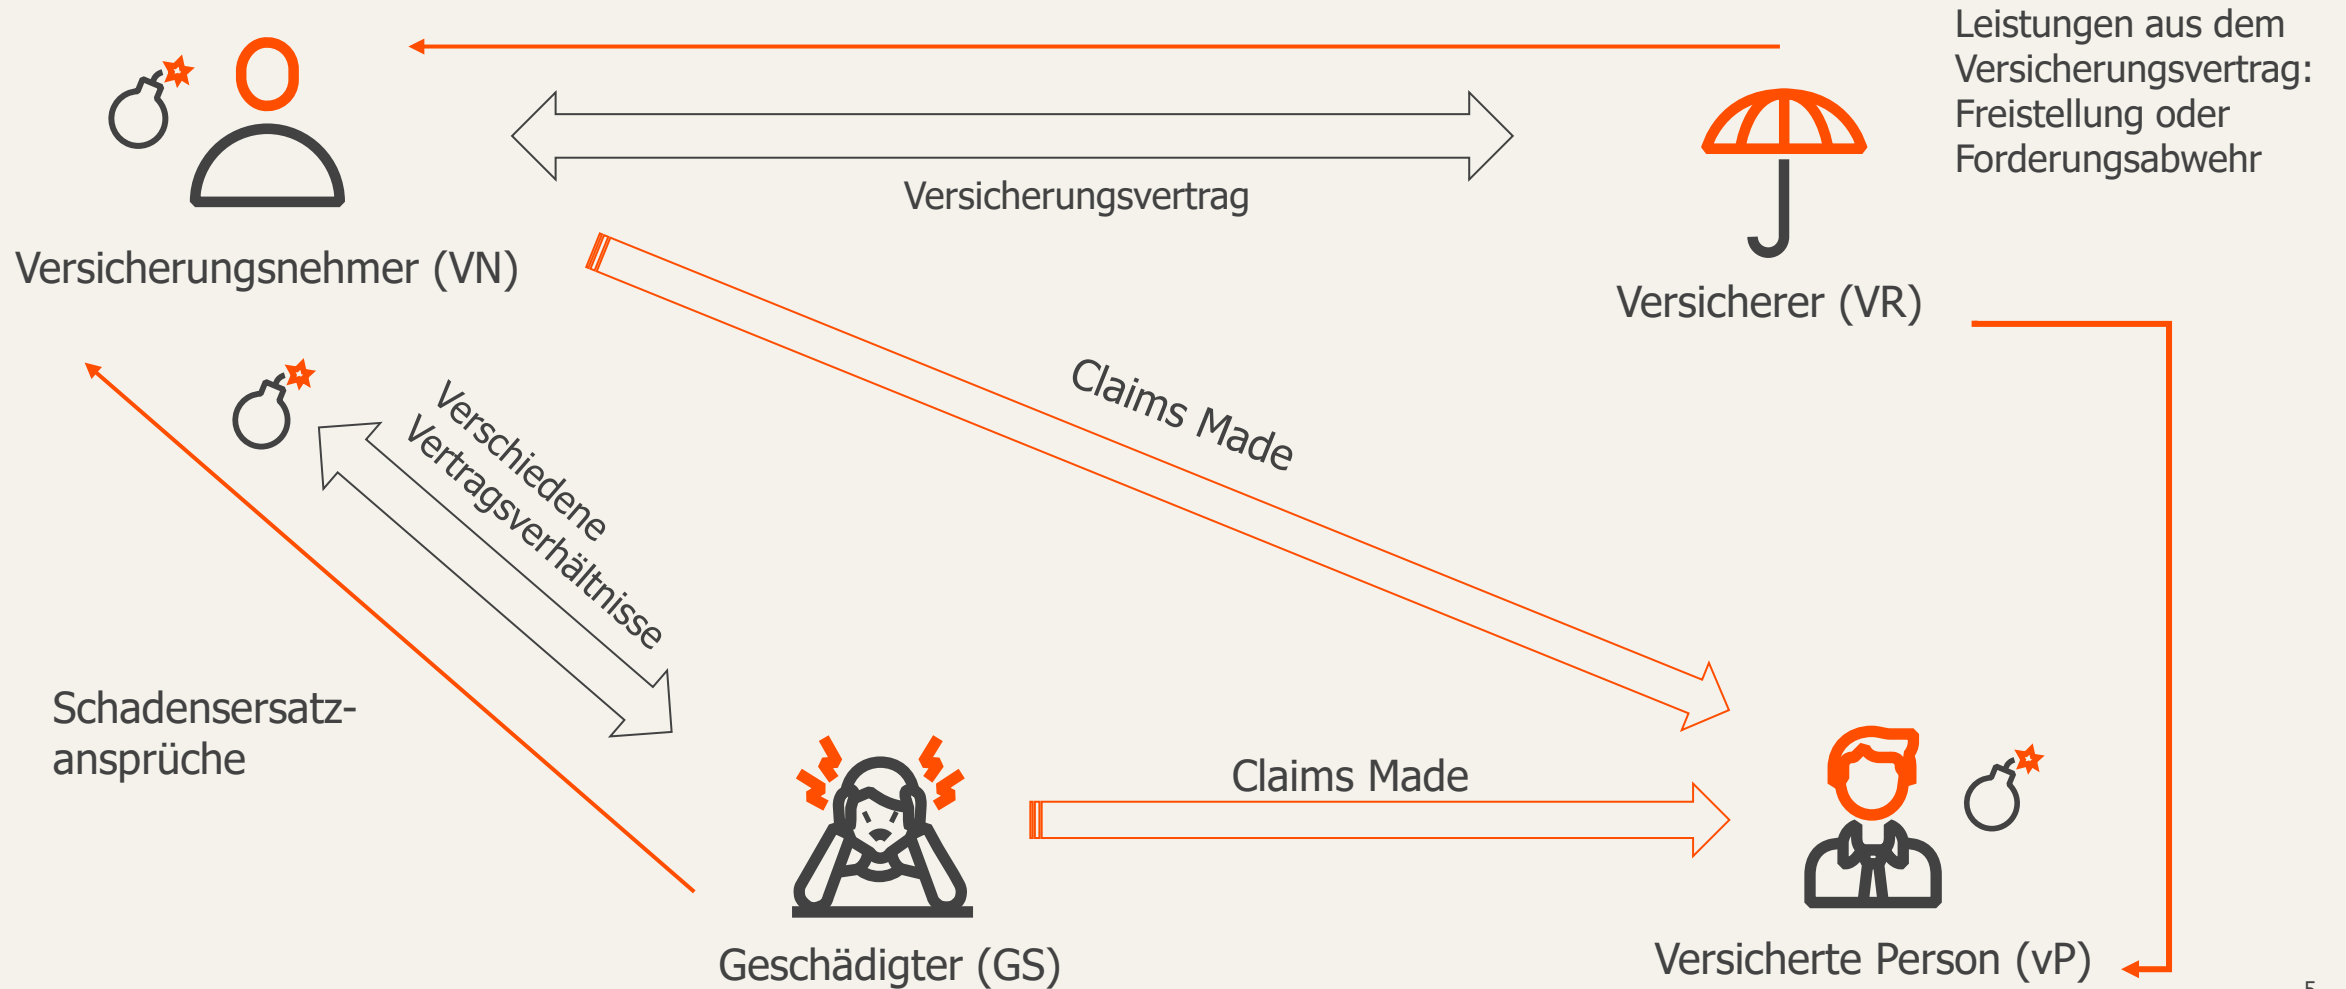 Leistungen aus dem
Versicherungsvertrag:
Freistellung oder
Forderungsabwehr
Versicherungsvertrag
Versicherungsnehmer (VN)
Versicherer (VR)
Claims Made
Verschiedene
Vertragsverhältnisse
Schadensersatz-
ansprüche
Claims Made
Geschädigter (GS)
Versicherte Person (vP)